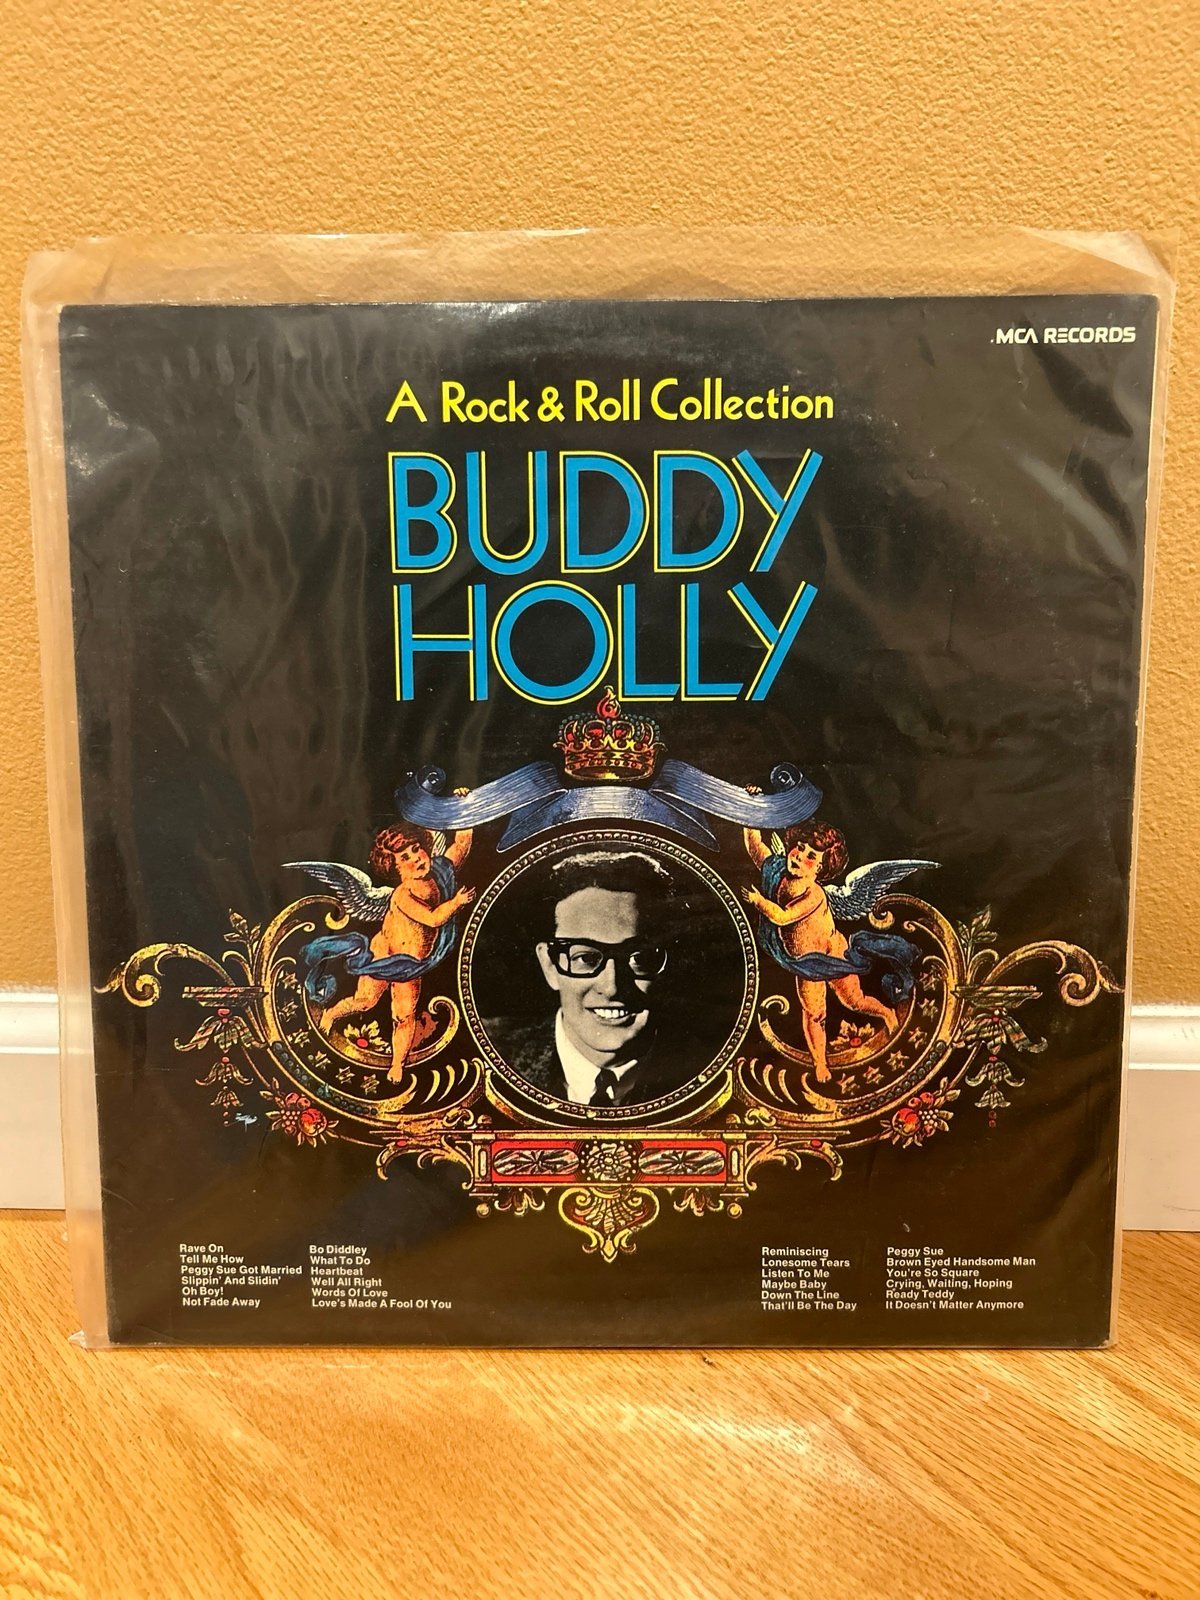 MCA RECORDS
A Rock & Roll Collection
BUDDY
HOLLY
Rave On
Tell Me How
Peggy Sue Got Married
Slippin' And Slidin'
Oh Boy!
Not Fade Away
Bo Diddley
What To Do
Heartbeat
Well All Right
Words Of Love
Love's Made A Fool Of You
Reminiscing
Lonesome Tears
Listen To Me
Maybe Baby
Down The Line
That'll Be The Day
Peggy Sue
Brown Eyed Handsome Man
You're So Square
Crying, Waiting, Hoping
Ready Teddy
It Doesn't Matter Anymore